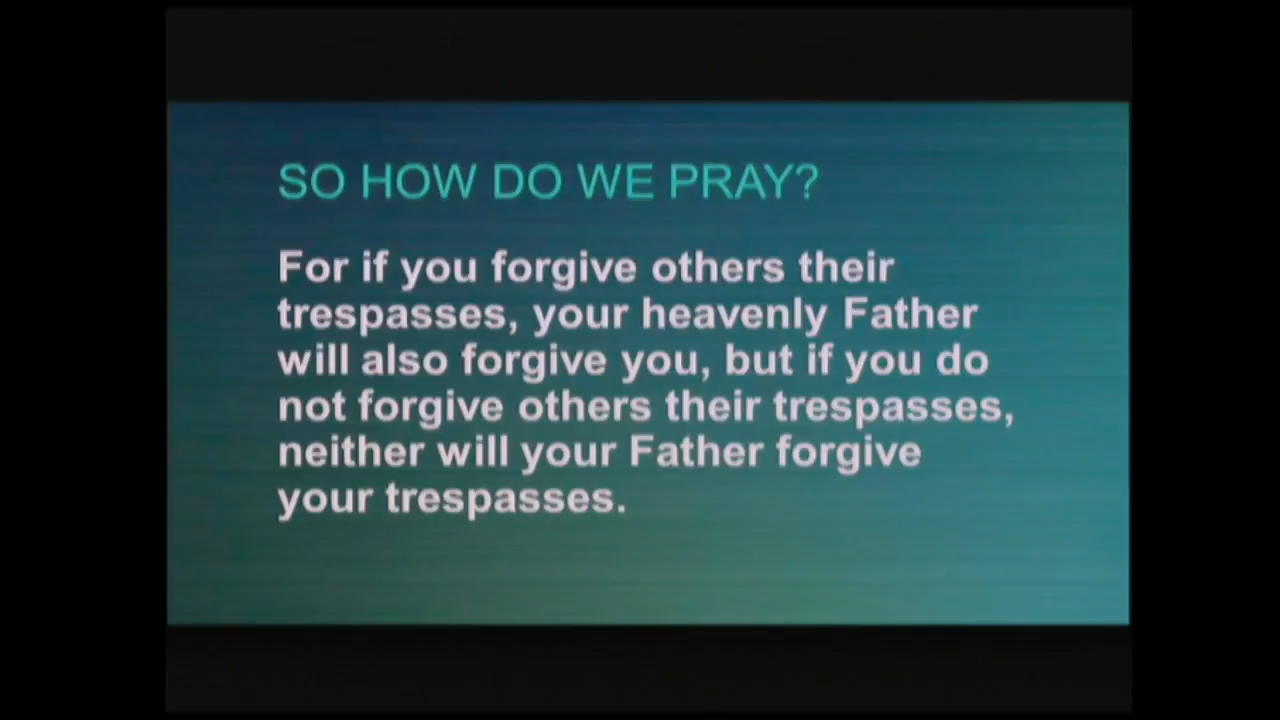 SO HOW DO WE PRAY?
For if you forgive others their
trespasses, your heavenly Father
will also forgive you, but if you do
not forgive others their trespasses,
neither will your Father forgive
your trespasses.